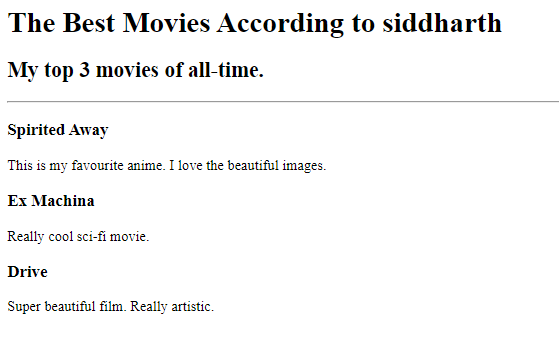 The Best Movies According to siddharth
My top 3 movies of all-time.
Spirited Away
This is my favourite anime. I love the beautiful images.
Ex Machina
Really cool sci-fi movie.
Drive
Super beautiful film. Really artistic.